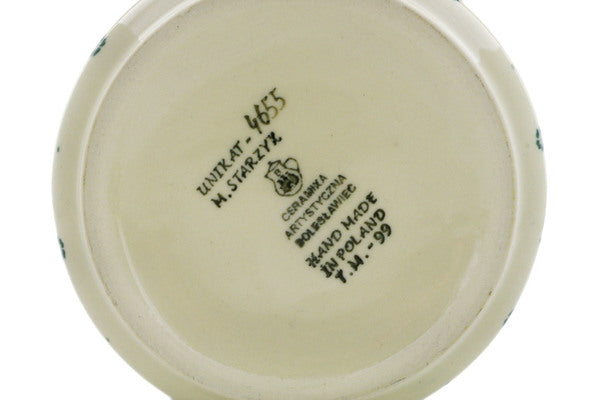 UNIKAT-4655
M. STARZYK
CERAMIKA
ARTYSTYCZNA
BOLESŁAWIEC
HAND MADE
IN POLAND
T.M.-99